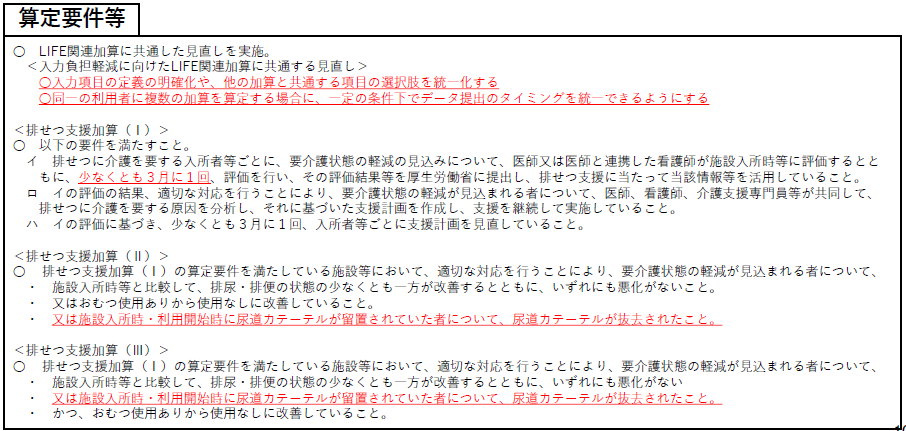 算定要件等
○ LIFE関連加算に共通した見直しを実施。
＜入力負担軽減に向けたLIFE関連加算に共通する見直し＞
○入力項目の定義の明確化や、他の加算と共通する項目の選択肢を統一化する
○同一の利用者に複数の加算を算定する場合に、一定の条件下でデータ提出のタイミングを統一できるようにする
＜排せつ支援加算（Ⅰ）＞
○ 以下の要件を満たすこと。
イ 排せつに介護を要する入所者等ごとに、要介護状態の軽減の見込みについて、医師又は医師と連携した看護師が施設入所時等に評価するとと
もに、少なくとも３月に１回、評価を行い、その評価結果等を厚生労働省に提出し、排せつ支援に当たって当該情報等を活用していること。
ロ イの評価の結果、適切な対応を行うことにより、要介護状態の軽減が見込まれる者について、医師、看護師、介護支援専門員等が共同して、
排せつに介護を要する原因を分析し、それに基づいた支援計画を作成し、支援を継続して実施していること。
ハ イの評価に基づき、少なくとも３月に１回、入所者等ごとに支援計画を見直していること。
＜排せつ支援加算（Ⅱ）＞
○ 排せつ支援加算（Ⅰ）の算定要件を満たしている施設等において、適切な対応を行うことにより、要介護状態の軽減が見込まれる者について、
・ 施設入所時等と比較して、排尿・排便の状態の少なくとも一方が改善するとともに、いずれにも悪化がないこと。
・ 又はおむつ使用ありから使用なしに改善していること。
・ 又は施設入所時・利用開始時に尿道カテーテルが留置されていた者について、尿道カテーテルが抜去されたこと。
＜排せつ支援加算（Ⅲ）＞
○ 排せつ支援加算（Ⅰ）の算定要件を満たしている施設等において、適切な対応を行うことにより、要介護状態の軽減が見込まれる者について、
・ 施設入所時等と比較して、排尿・排便の状態の少なくとも一方が改善するとともに、いずれにも悪化がない
・ 又は施設入所時・利用開始時に尿道カテーテルが留置されていた者について、尿道カテーテルが抜去されたこと。
・ かつ、おむつ使用ありから使用なしに改善していること。